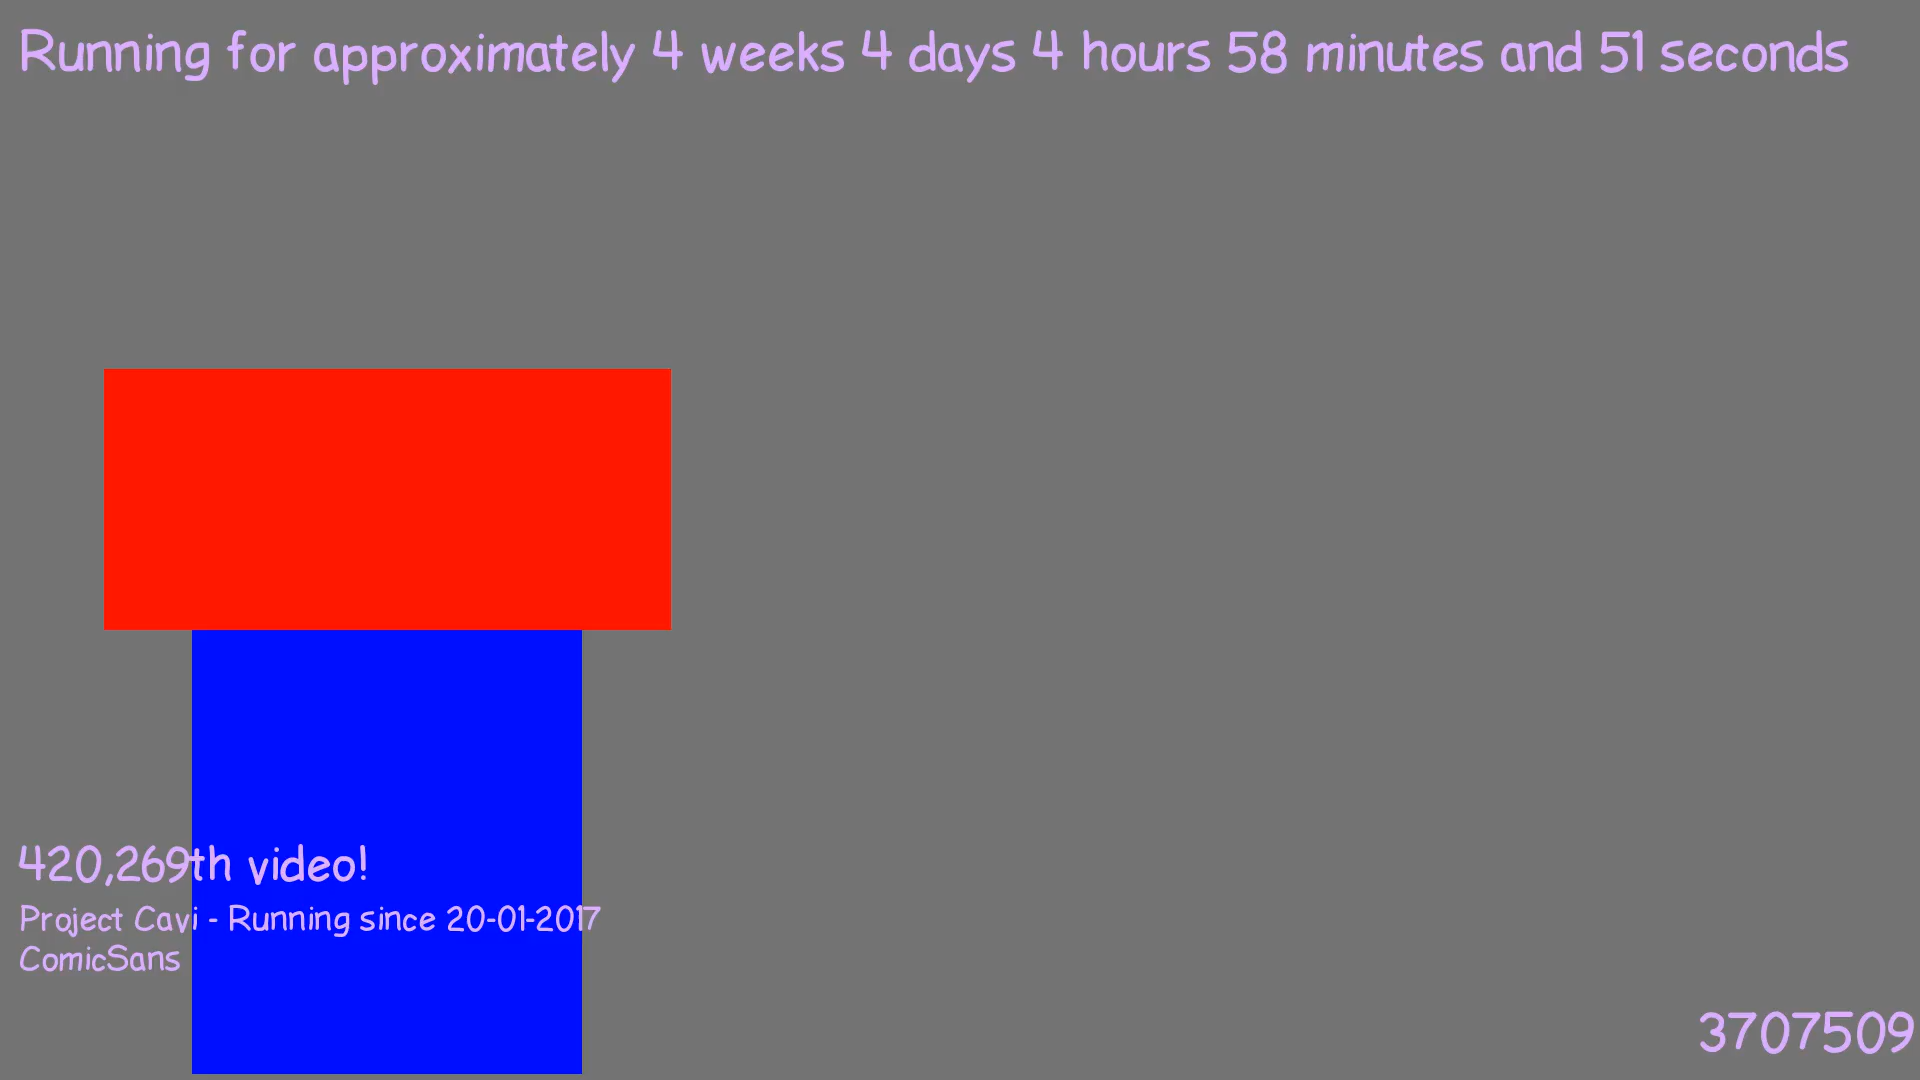 Running for approximately 4 weeks 4 days 4 hours 58 minutes and 51 seconds
420,269th video!
Project Cavi - Running since 20-01-2017
ComicSans
3707509